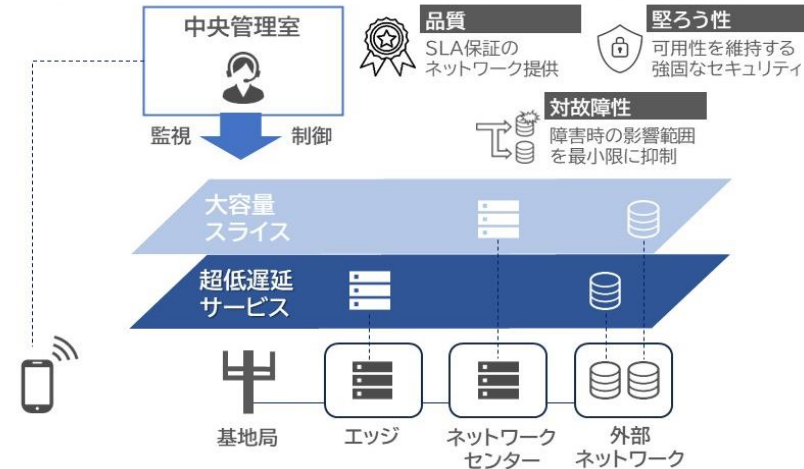 中央管理室
監視
制御
品質
SLA保証の
ネットワーク提供
堅ろう性
可用性を維持する
強固なセキュリティ
対故障性
障害時の影響範囲
を最小限に抑制
大容量
スライス
超低遅延
サービス
基地局
エッジ
ネットワーク
センター
外部
ネットワーク